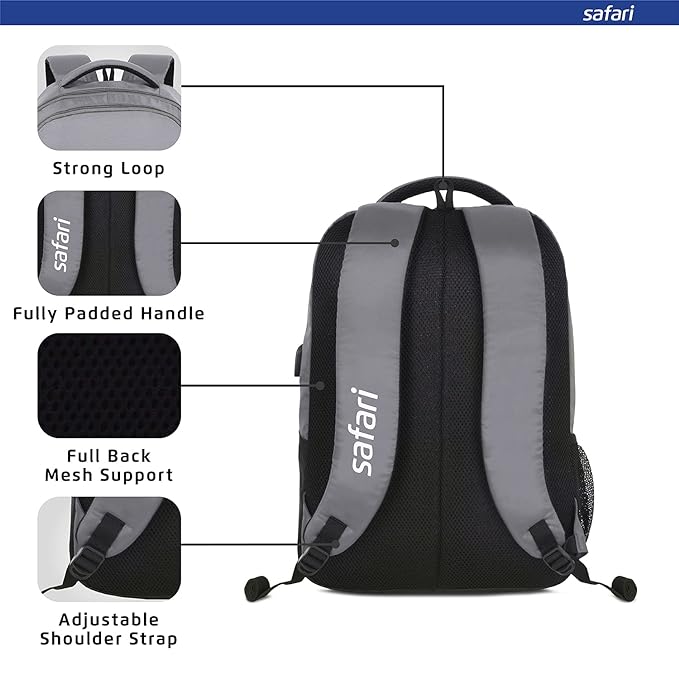 safari
Strong Loop
safari
Fully Padded Handle
Full Back
Mesh Support
Adjustable
Shoulder Strap
safari